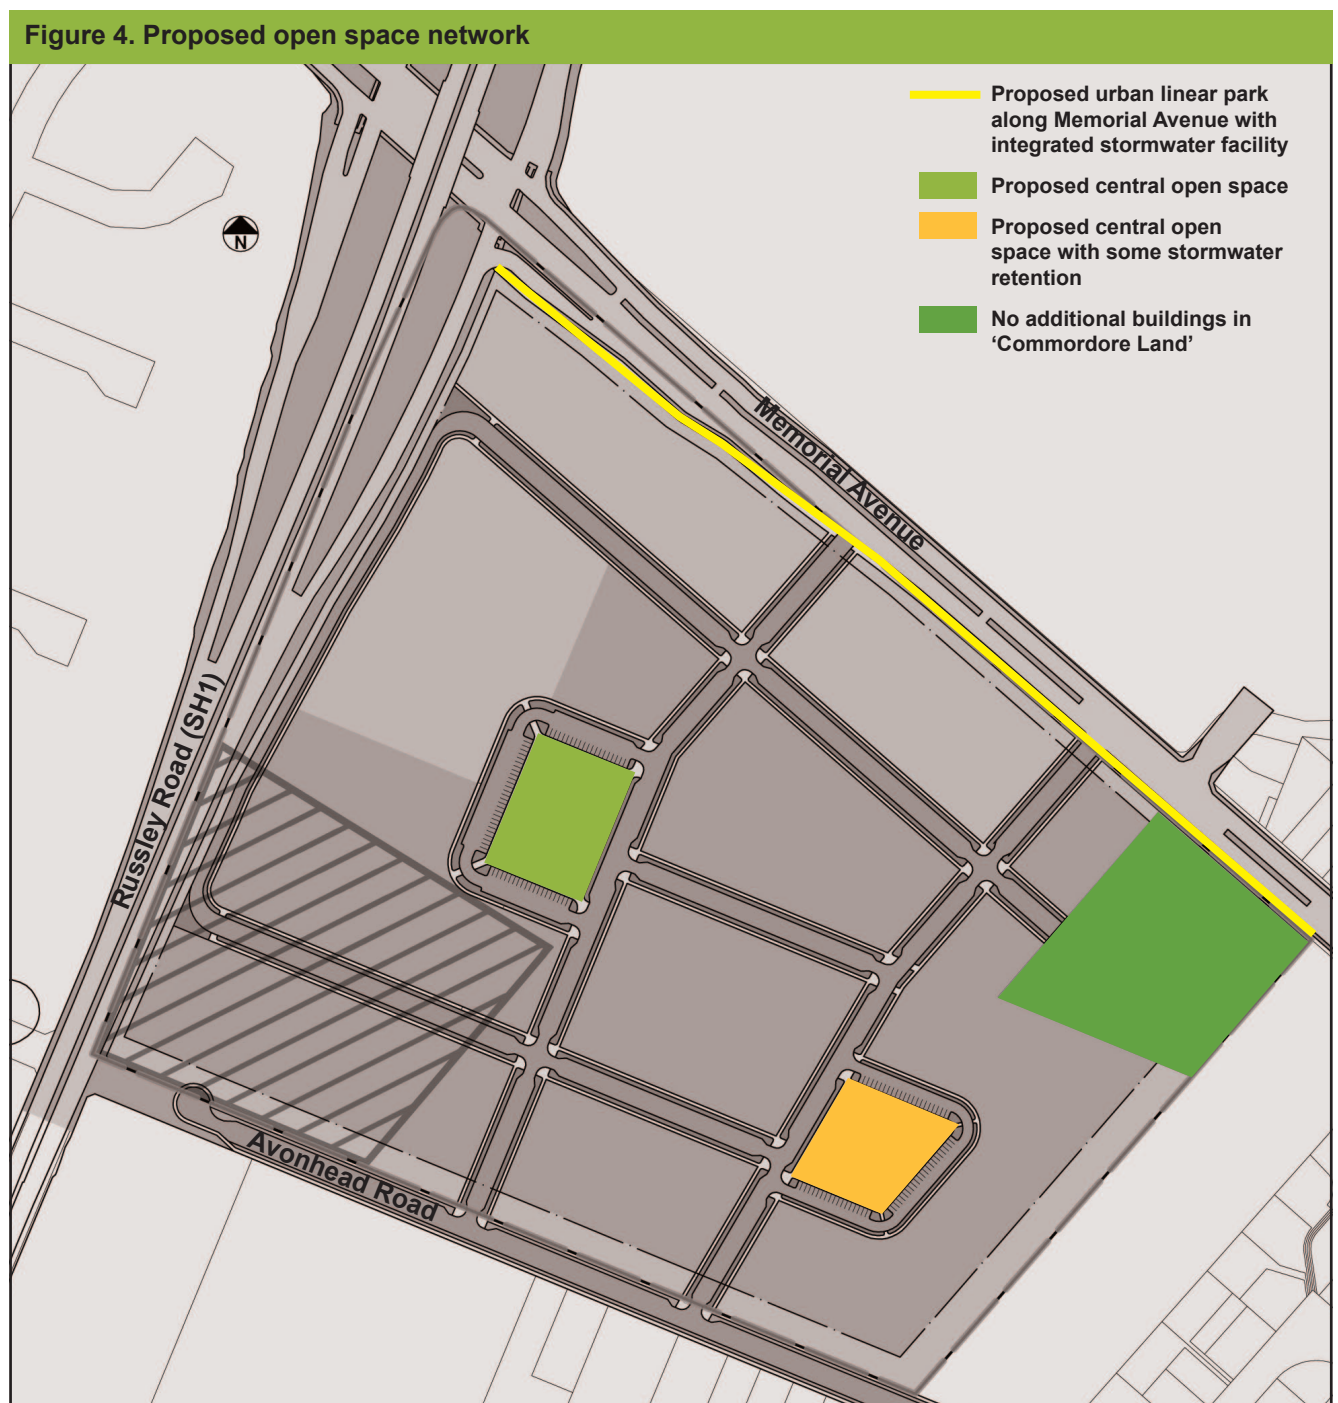 Figure 4. Proposed open space network
Proposed urban linear park
along Memorial Avenue with
integrated stormwater facility
Proposed central open space
Proposed central open
space with some stormwater
retention
No additional buildings in
‘Commordore Land’
N
Memorial Avenue
Russley Road (SH1)
Avonhead Road